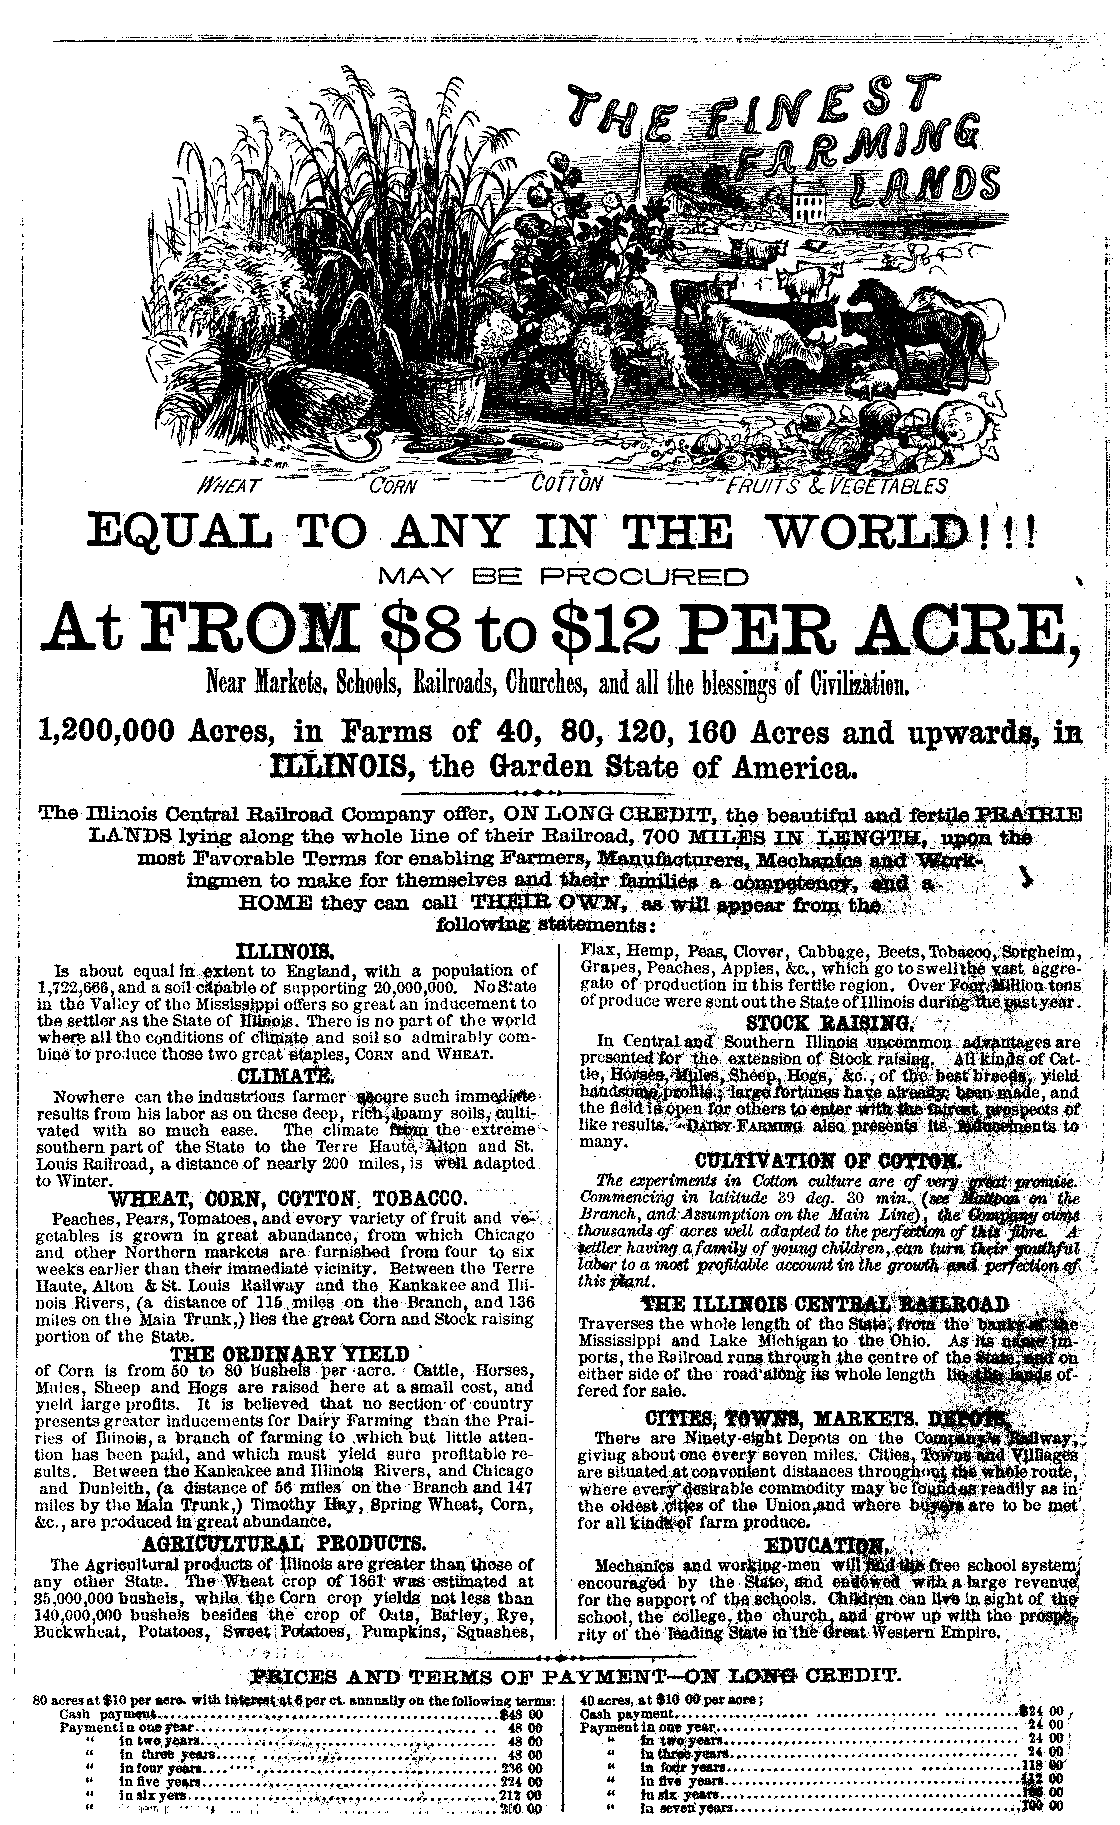 THE FINEST
FARMING
LANDS
WHEAT CORN COTTON FRUITS & VEGETABLES
EQUAL TO ANY IN THE WORLD!!!
MAY BE PROCURED
At FROM $8 to $12 PER ACRE,
Near Markets, Schools, Railroads, Churches, and all the blessings of Civilization.
1,200,000 Acres, in Farms of 40, 80, 120, 160 Acres and upwards, in
ILLINOIS, the Garden State of America.
The Illinois Central Railroad Company offer, ON LONG CREDIT, the beautiful and fertile PRAIRIE
LANDS lying along the whole line of their Railroad, 700 MILES IN LENGTH, upon the
most Favorable Terms for enabling Farmers, Manufacturers, Mechanics and Work-
ingmen to make for themselves and their families a competency, and a
HOME they can call THEIR OWN, as will appear from the
following statements:
ILLINOIS.
Is about equal in extent to England, with a population of
1,722,666, and a soil capable of supporting 20,000,000. No State
in the Valley of the Mississippi offers so great an inducement to
the settler as the State of Illinois. There is no part of the world
where all the conditions of climate and soil so admirably com-
bine to produce those two great staples, CORN and WHEAT.
CLIMATE.
Nowhere can the industrious farmer secure such immediate
results from his labor as on these deep, rich, loamy soils, culti-
vated with so much ease. The climate from the extreme
southern part of the State to the Terre Haute, Alton and St.
Louis Railroad, a distance of nearly 200 miles, is well adapted
to Winter.
WHEAT, CORN, COTTON, TOBACCO.
Peaches, Pears, Tomatoes, and every variety of fruit and ve-
getables is grown in great abundance, from which Chicago
and other Northern markets are furnished from four to six
weeks earlier than their immediate vicinity. Between the Terre
Haute, Alton & St. Louis Railway and the Kankakee and Illi-
nois Rivers, (a distance of 115 miles on the Branch, and 136
miles on the Main Trunk,) lies the great Corn and Stock raising
portion of the State.
THE ORDINARY YIELD
of Corn is from 50 to 80 bushels per acre. Cattle, Horses,
Mules, Sheep and Hogs are raised here at a small cost, and
yield large profits. It is believed that no section of country
presents greater inducements for Dairy Farming than the Prai-
ries of Illinois, a branch of farming to which but little atten-
tion has been paid, and which must yield sure profitable re-
sults. Between the Kankakee and Illinois Rivers, and Chicago
and Dunleith, (a distance of 56 miles on the Branch and 147
miles by the Main Trunk,) Timothy Hay, Spring Wheat, Corn,
&c., are produced in great abundance.
AGRICULTURAL PRODUCTS.
The Agricultural products of Illinois are greater than those of
any other State. The Wheat crop of 1861 was estimated at
35,000,000 bushels, while the Corn crop yields not less than
140,000,000 bushels besides the crop of Oats, Barley, Rye,
Buckwheat, Potatoes, Sweet Potatoes, Pumpkins, Squashes,
Flax, Hemp, Peas, Clover, Cabbage, Beets, Tobacco, Sorgheim,
Grapes, Peaches, Apples, &c., which go to swell the vast aggre-
gate of production in this fertile region. Over Four Million tons
of produce were sent out the State of Illinois during the past year.
STOCK RAISING.
In Central and Southern Illinois uncommon advantages are
presented for the extension of Stock raising. All kinds of Cat-
tle, Horses, Mules, Sheep, Hogs, &c., of the best breeds, yield
handsome profits; large fortunes have already been made, and
the field is open for others to enter with the fairest prospects of
like results. DAIRY FARMING also presents its inducements to
many.
CULTIVATION OF COTTON.
The experiments in Cotton culture are of very great promise.
Commencing in latitude 39 deg. 30 min. (see Mattoon on the
Branch, and Assumption on the Main Line), the Company owns
thousands of acres well adapted to the perfection of this fibre. A
settler having a family of young children, can turn their youthful
labor to a most profitable account in the growth and perfection of
this plant.
THE ILLINOIS CENTRAL RAILROAD
Traverses the whole length of the State, from the banks of the
Mississippi and Lake Michigan to the Ohio. As its name im-
ports, the Railroad runs through the centre of the State, and on
either side of the road along its whole length lie the lands of-
fered for sale.
CITIES, TOWNS, MARKETS. DEPOTS,
There are Ninety-eight Depots on the Company's Railway,
giving about one every seven miles. Cities, Towns and Villages
are situated at convenient distances throughout the whole route,
where every desirable commodity may be found as readily as in
the oldest cities of the Union, and where buyers are to be met
for all kinds of farm produce.
EDUCATION.
Mechanics and working-men will find the free school system
encouraged by the State, and endowed with a large revenue
for the support of the schools. Children can live in sight of the
school, the college, the church, and grow up with the prospe-
rity of the leading State in the Great Western Empire.
PRICES AND TERMS OF PAYMENT—ON LONG CREDIT.
80 acres at $10 per acre. with interest at 6 per ct. annually on the following terms:
Cash payment $48 00
Payment in one year 48 00
" in two years 48 00
" in three years 48 00
" in four years 236 00
" in five years 224 00
" in six yers 212 00
" 200 00
40 acres, at $10 00 per acre;
Cash payment $24 00
Payment in one year 24 00
" in two years 24 00
" in three years 24 00
" in four years 118 00
" in five years 112 00
" in six years 00
" in seven years 100 00